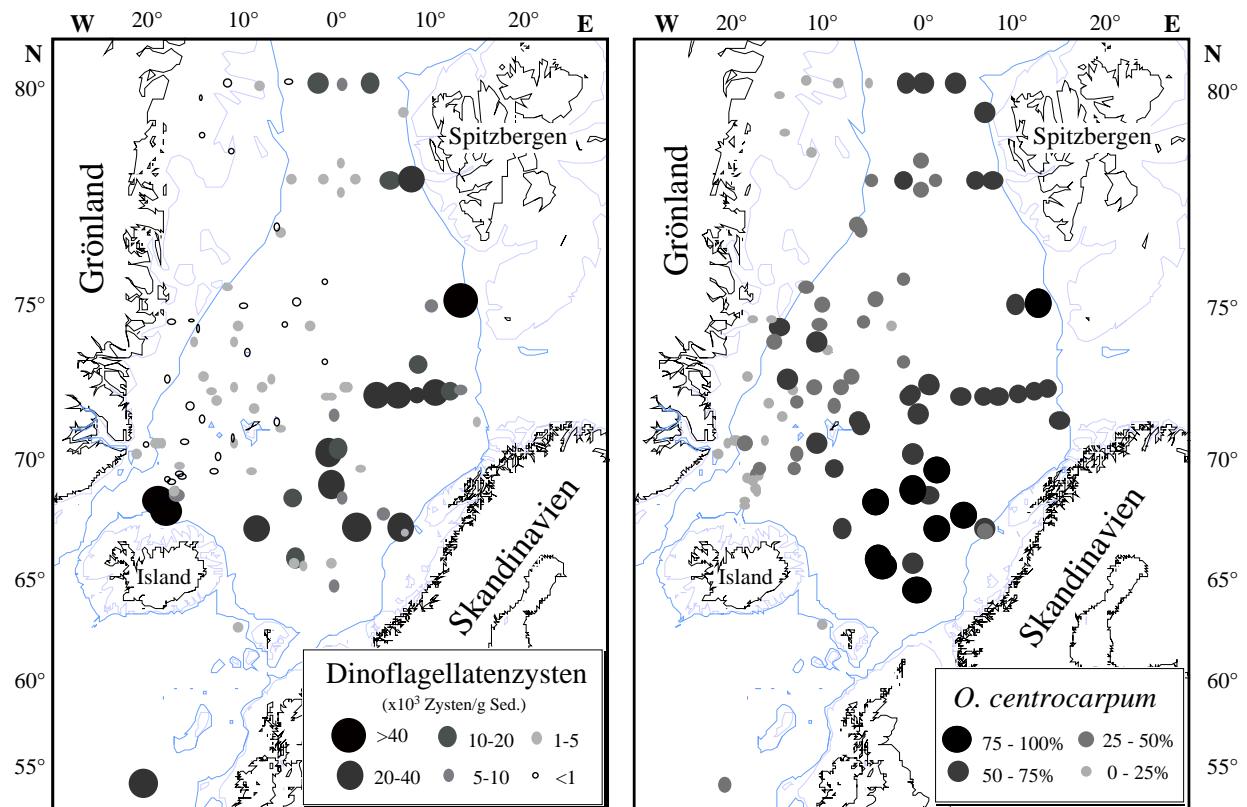 W 20° 10° 0° 10° 20° E
N
80°
75°
70°
65°
60°
55°
Grönland
Spitzbergen
Island
Skandinavien
Dinoflagellatenzysten
(x10³ Zysten/g Sed.)
>40 10-20 1-5
20-40 5-10 <1
W 20° 10° 0° 10° 20° E
N
80°
75°
70°
65°
60°
55°
Grönland
Spitzbergen
Island
Skandinavien
O. centrocarpum
75 - 100% 25 - 50%
50 - 75% 0 - 25%